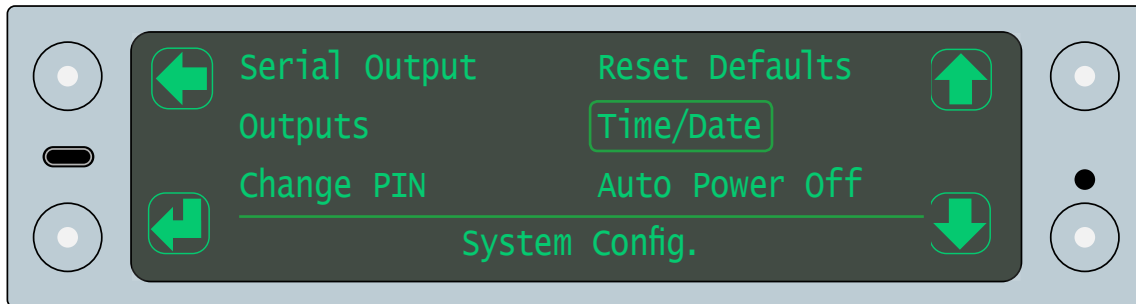 Serial Output Reset Defaults
Outputs Time/Date
Change PIN Auto Power Off
System Config.